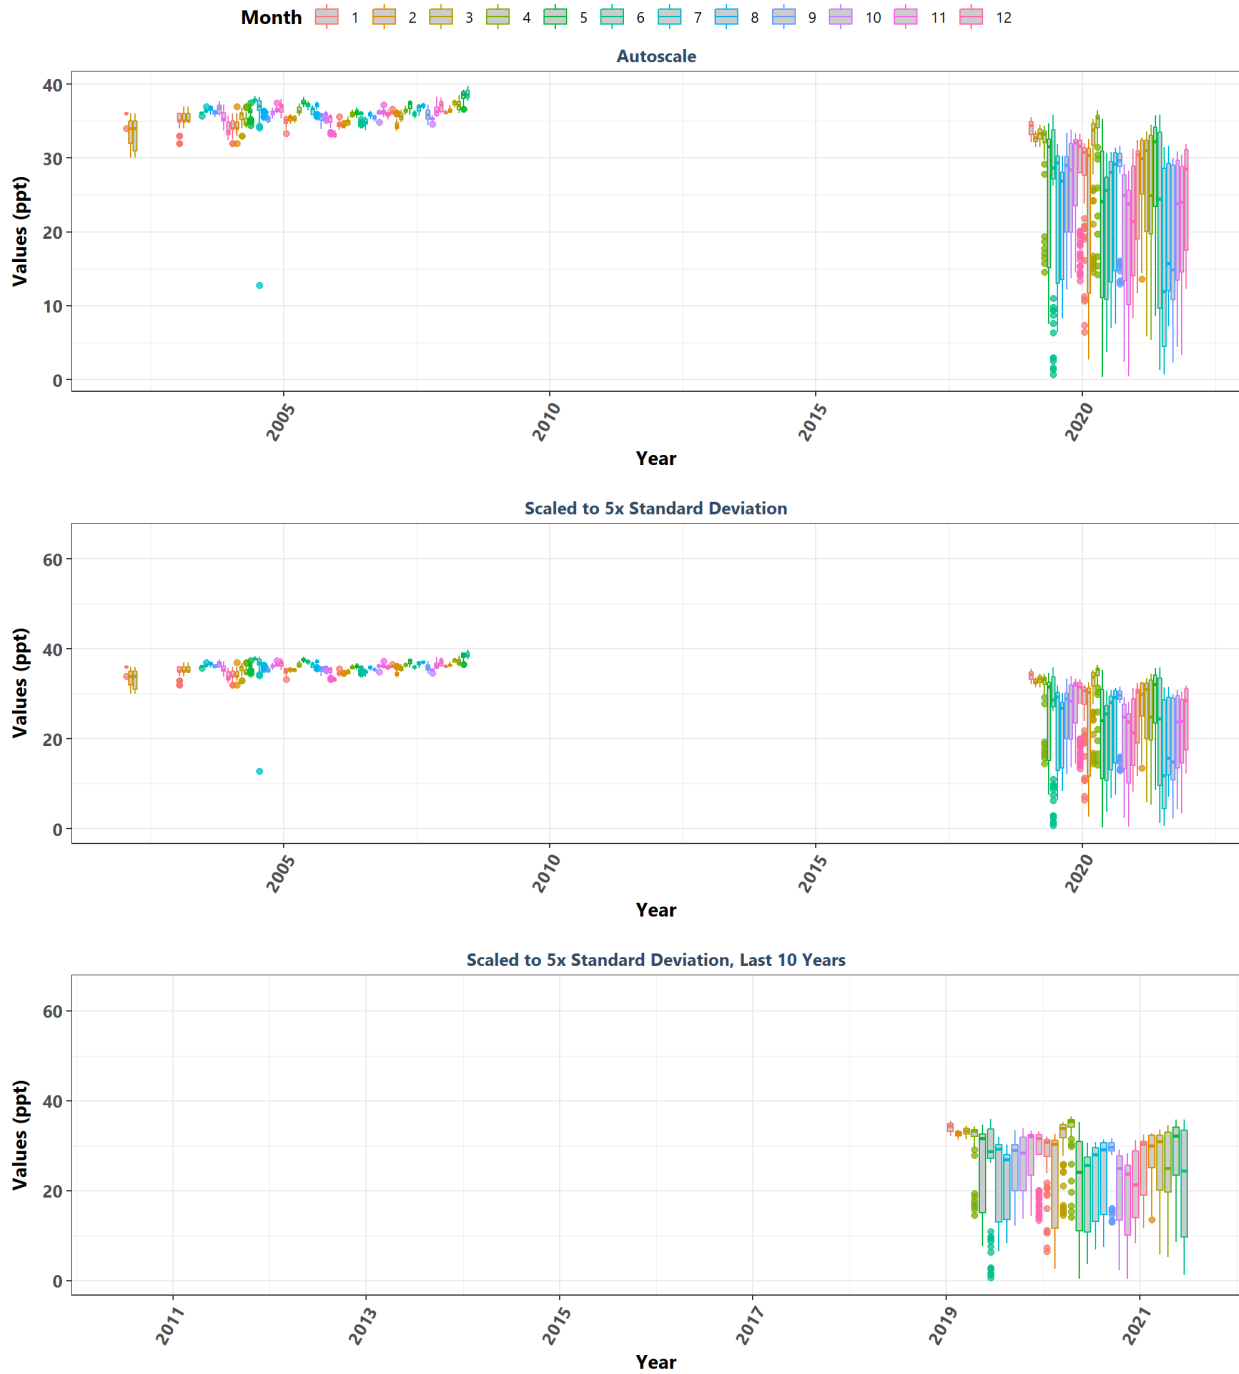 Month 1 2 3 4 5 6 7 8 9 10 11 12
Autoscale
Values (ppt)
40
30
20
10
0
2005 2010 2015 2020
Year
Scaled to 5x Standard Deviation
Values (ppt)
60
40
20
0
2005 2010 2015 2020
Year
Scaled to 5x Standard Deviation, Last 10 Years
Values (ppt)
60
40
20
0
2011 2013 2015 2017 2019 2021
Year